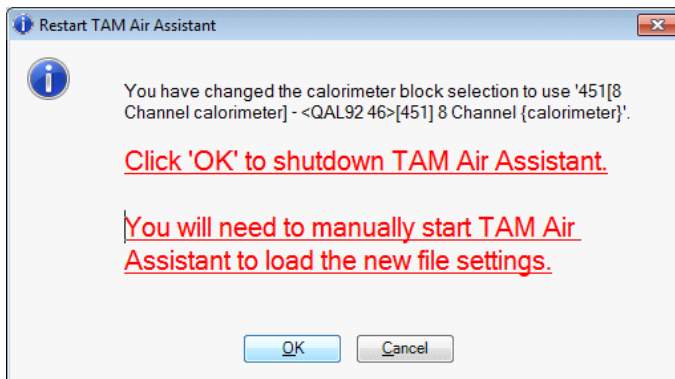 Restart TAM Air Assistant
You have changed the calorimeter block selection to use '451[8
Channel calorimeter] - <QAL92 46>[451] 8 Channel {calorimeter}'.
Click 'OK' to shutdown TAM Air Assistant.
You will need to manually start TAM Air
Assistant to load the new file settings.
OK
Cancel